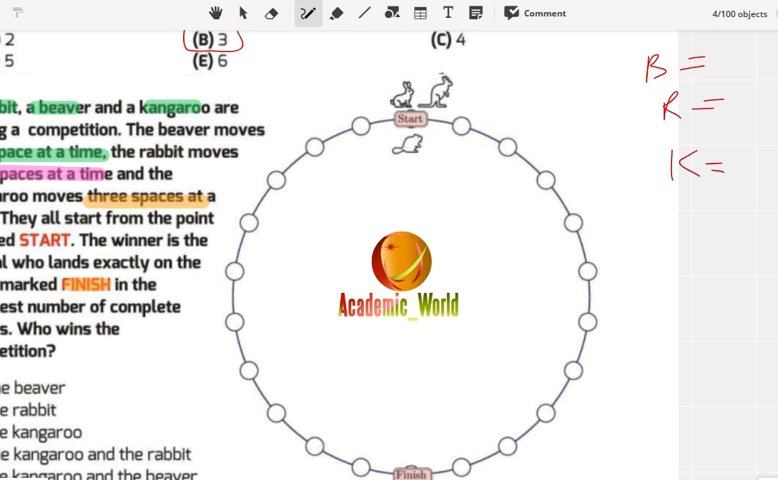 Comment
4/100 objects
2
(B) 3
(C) 4
5
(E) 6
bit, a beaver and a kangaroo are
g a competition. The beaver moves
pace at a time, the rabbit moves
paces at a time and the
aroo moves three spaces at a
They all start from the point
ed START. The winner is the
al who lands exactly on the
marked FINISH in the
est number of complete
s. Who wins the
etition?
e beaver
e rabbit
e kangaroo
e kangaroo and the rabbit
e kangaroo and the beaver
Start
Academic_World
Finish
B =
R =
K =